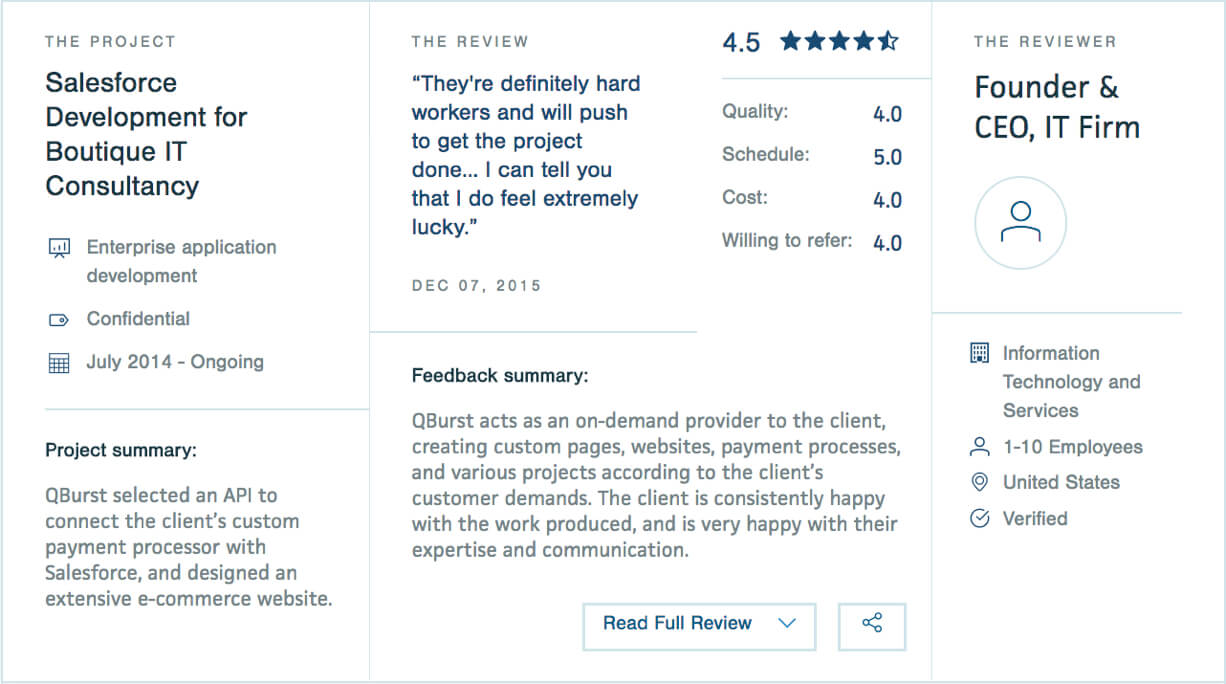 THE PROJECT
Salesforce
Development for
Boutique IT
Consultancy
Enterprise application
development
Confidential
July 2014 - Ongoing
Project summary:
QBurst selected an API to
connect the client’s custom
payment processor with
Salesforce, and designed an
extensive e-commerce website.
THE REVIEW
“They're definitely hard
workers and will push
to get the project
done... I can tell you
that I do feel extremely
lucky.”
DEC 07, 2015
4.5
Quality: 4.0
Schedule: 5.0
Cost: 4.0
Willing to refer: 4.0
Feedback summary:
QBurst acts as an on-demand provider to the client,
creating custom pages, websites, payment processes,
and various projects according to the client’s
customer demands. The client is consistently happy
with the work produced, and is very happy with their
expertise and communication.
Read Full Review
THE REVIEWER
Founder &
CEO, IT Firm
Information
Technology and
Services
1-10 Employees
United States
Verified